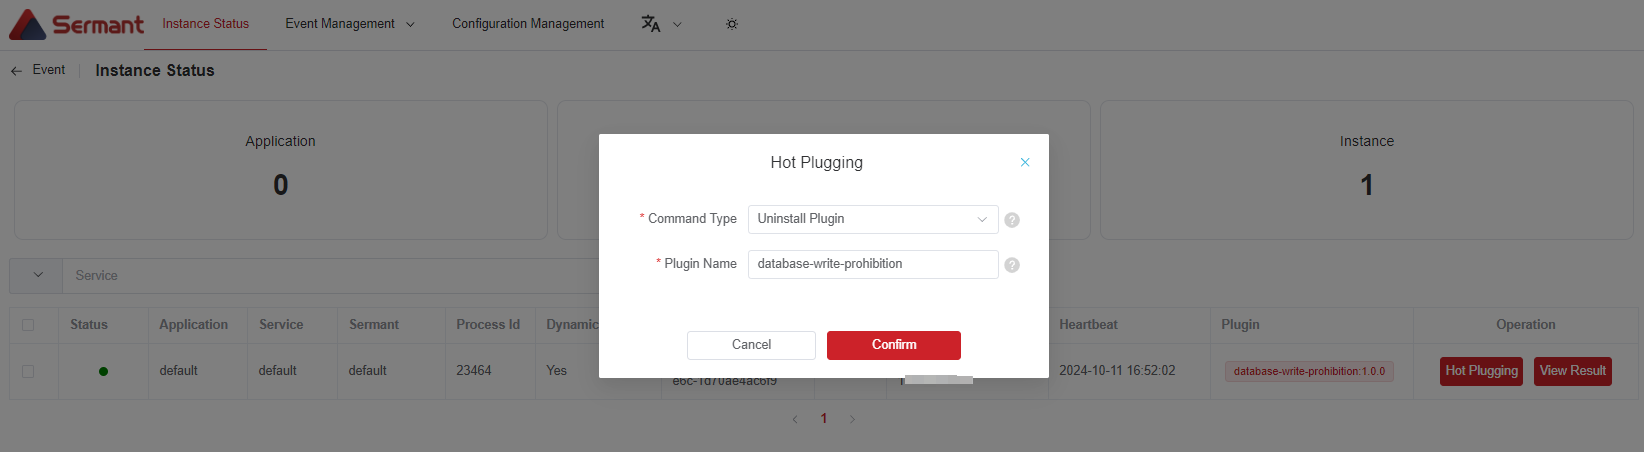 Sermant Instance Status Event Management Configuration Management
Event Instance Status
Application
0
Instance
1
Hot Plugging
* Command Type Uninstall Plugin
* Plugin Name database-write-prohibition
Cancel Confirm
Service
Status Application Service Sermant Process Id Dynamic Heartbeat Plugin Operation
default default default 23464 Yes 2024-10-11 16:52:02 database-write-prohibition:1.0.0 Hot Plugging View Result
1